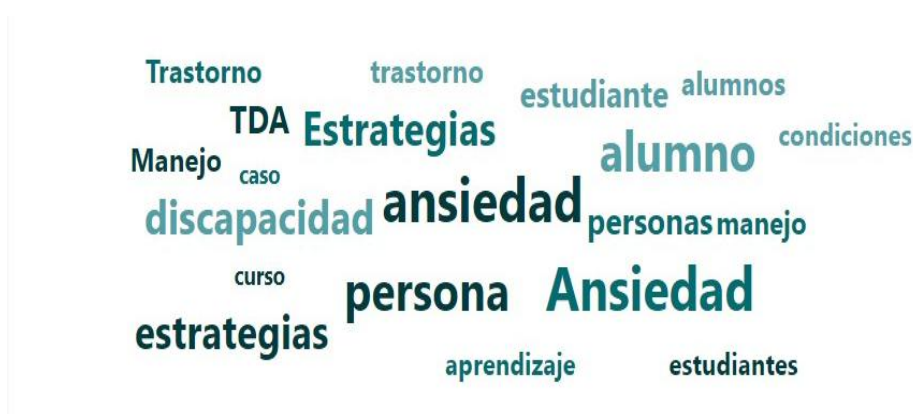 Trastorno trastorno
estudiante alumnos
TDA Estrategias
alumno condiciones
Manejo caso
discapacidad ansiedad personas manejo
curso persona Ansiedad
estrategias
aprendizaje estudiantes